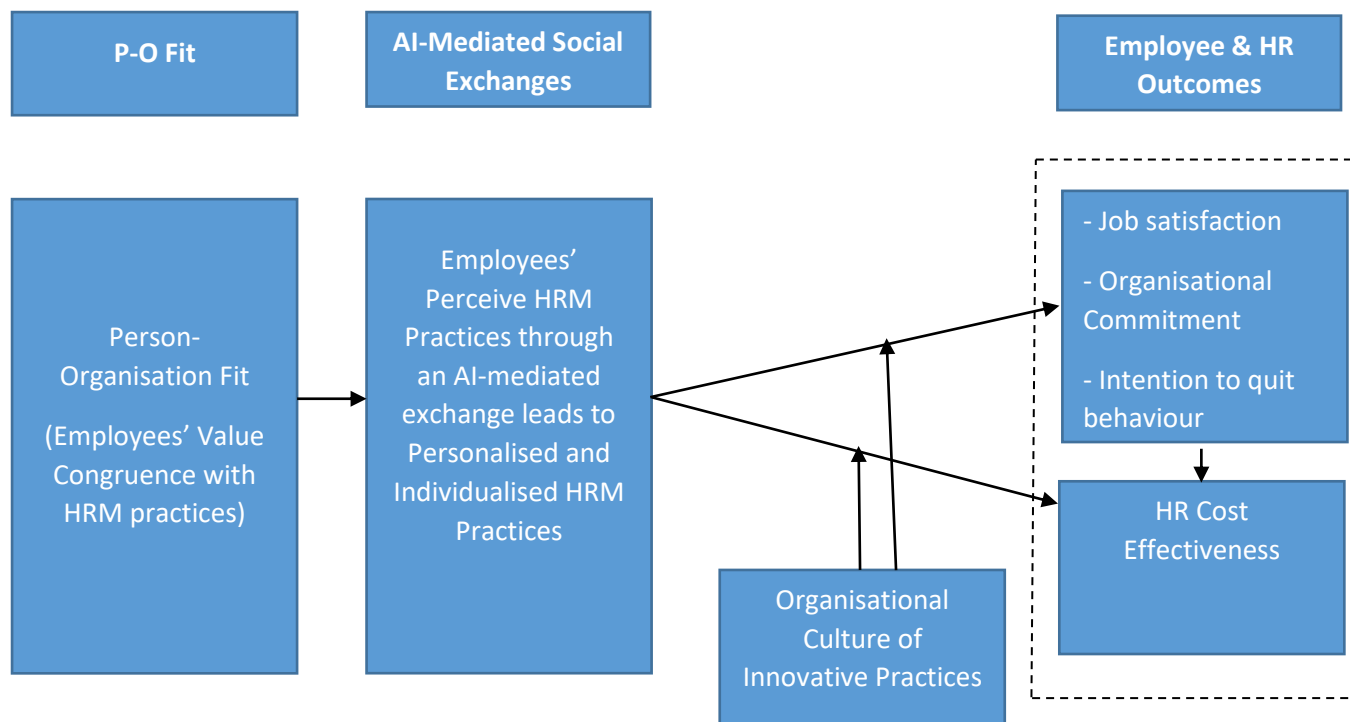 P-O Fit
AI-Mediated Social
Exchanges
Employee & HR
Outcomes
Person-
Organisation Fit
(Employees’ Value
Congruence with
HRM practices)
Employees’
Perceive HRM
Practices through
an AI-mediated
exchange leads to
Personalised and
Individualised HRM
Practices
- Job satisfaction
- Organisational
Commitment
- Intention to quit
behaviour
HR Cost
Effectiveness
Organisational
Culture of
Innovative Practices